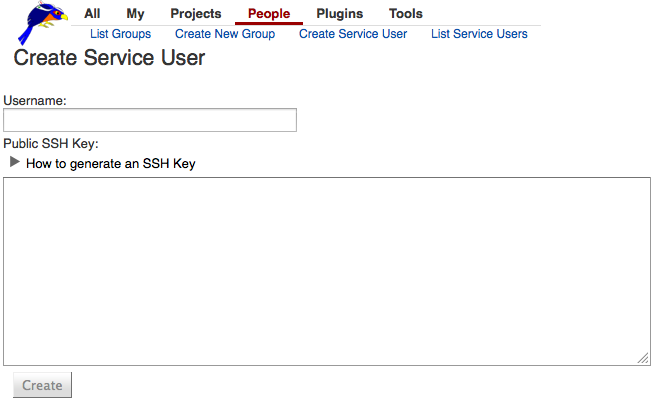 All My Projects People Plugins Tools
List Groups Create New Group Create Service User List Service Users
Create Service User
Username:
Public SSH Key:
How to generate an SSH Key
Create